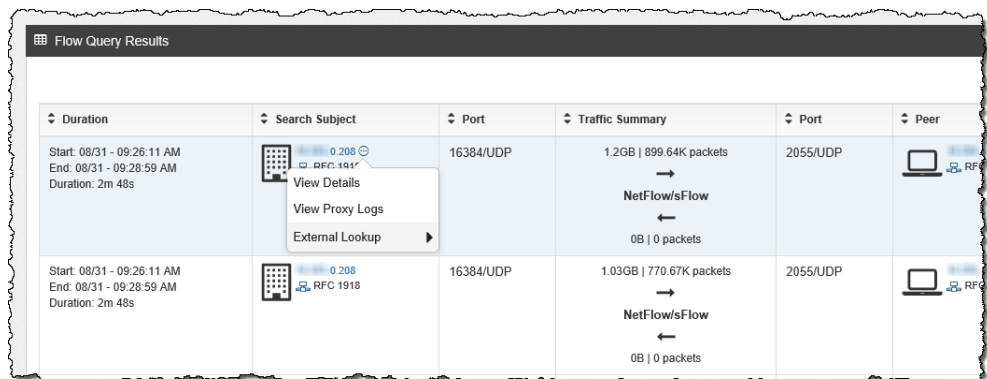 Flow Query Results
Duration Search Subject Port Traffic Summary Port Peer
Start: 08/31 - 09:26:11 AM
End: 08/31 - 09:28:59 AM
Duration: 2m 48s
0.208
RFC 1918
View Details
View Proxy Logs
External Lookup
16384/UDP
1.2GB | 899.64K packets
NetFlow/sFlow
0B | 0 packets
2055/UDP
RFC
Start: 08/31 - 09:26:11 AM
End: 08/31 - 09:28:59 AM
Duration: 2m 48s
0.208
RFC 1918
16384/UDP
1.03GB | 770.67K packets
NetFlow/sFlow
0B | 0 packets
2055/UDP
RFC